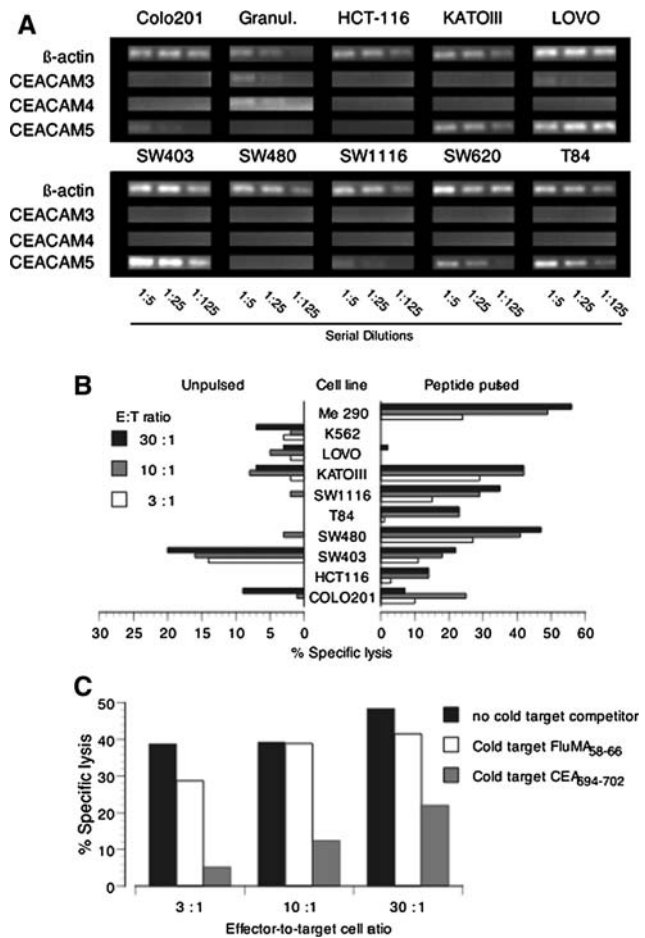 A
Colo201 Granul. HCT-116 KATOIII LOVO
ß-actin
CEACAM3
CEACAM4
CEACAM5
SW403 SW480 SW1116 SW620 T84
ß-actin
CEACAM3
CEACAM4
CEACAM5
1:5 1:25 1:125 1:5 1:25 1:125 1:5 1:25 1:125 1:5 1:25 1:125 1:5 1:25 1:125
Serial Dilutions
B
Unpulsed Cell line Peptide pulsed
E:T ratio
30 :1
10 :1
3 :1
Me 290
K562
LOVO
KATOIII
SW1116
T84
SW480
SW403
HCT116
COLO201
30 25 20 15 10 5 0 0 10 20 30 40 50 60
% Specific lysis
C
50
40
30
20
10
0
% Specific lysis
no cold target competitor
Cold target FluMA58-66
Cold target CEA694-702
3 :1 10 :1 30 :1
Effector-to-target cell ratio